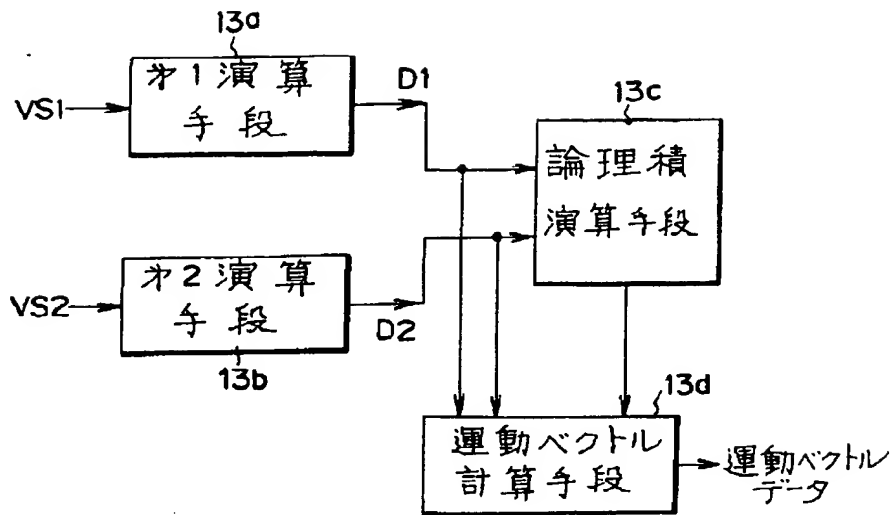 13a
VS1
才1演算
手段
D1
13c
論理積
演算手段
VS2
才2演算
手段
D2
13b
13d
運動ベクトル
計算手段
運動ベクトル
データ